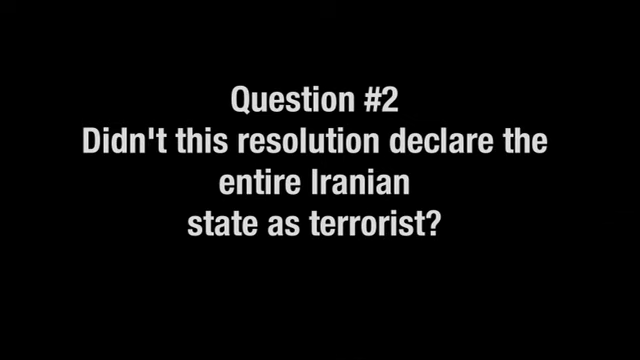 Question #2
Didn't this resolution declare the
entire Iranian
state as terrorist?